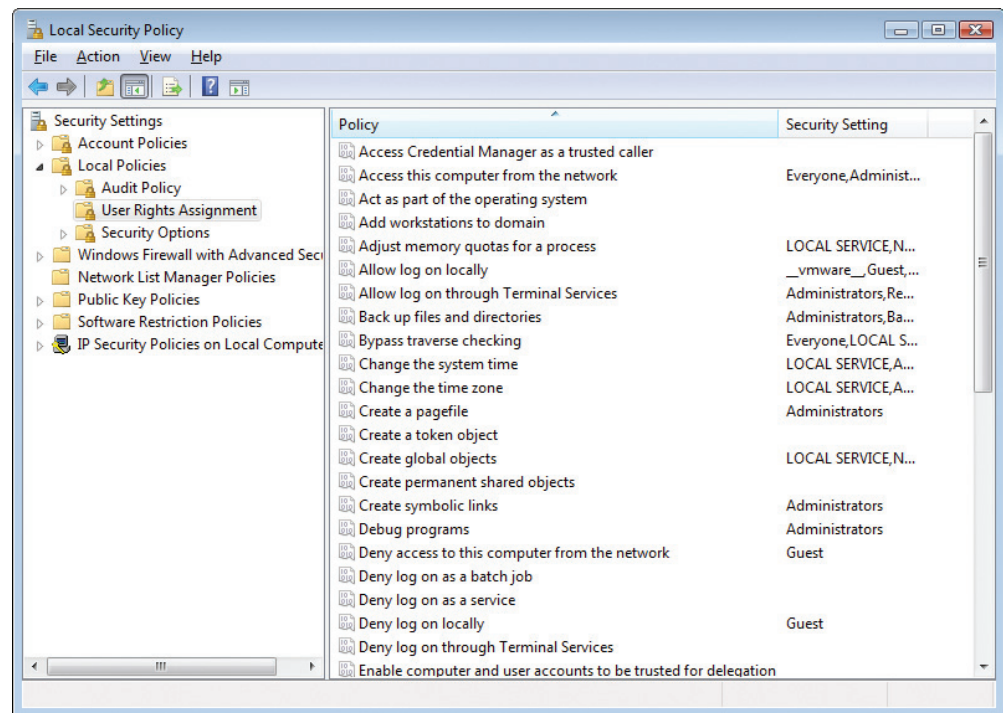 Local Security Policy
File Action View Help
Security Settings
Account Policies
Local Policies
Audit Policy
User Rights Assignment
Security Options
Windows Firewall with Advanced Secu
Network List Manager Policies
Public Key Policies
Software Restriction Policies
IP Security Policies on Local Compute
Policy Security Setting
Access Credential Manager as a trusted caller
Access this computer from the network Everyone,Administ...
Act as part of the operating system
Add workstations to domain
Adjust memory quotas for a process LOCAL SERVICE,N...
Allow log on locally __vmware__,Guest,...
Allow log on through Terminal Services Administrators,Re...
Back up files and directories Administrators,Ba...
Bypass traverse checking Everyone,LOCAL S...
Change the system time LOCAL SERVICE,A...
Change the time zone LOCAL SERVICE,A...
Create a pagefile Administrators
Create a token object
Create global objects LOCAL SERVICE,N...
Create permanent shared objects
Create symbolic links Administrators
Debug programs Administrators
Deny access to this computer from the network Guest
Deny log on as a batch job
Deny log on as a service
Deny log on locally Guest
Deny log on through Terminal Services
Enable computer and user accounts to be trusted for delegation